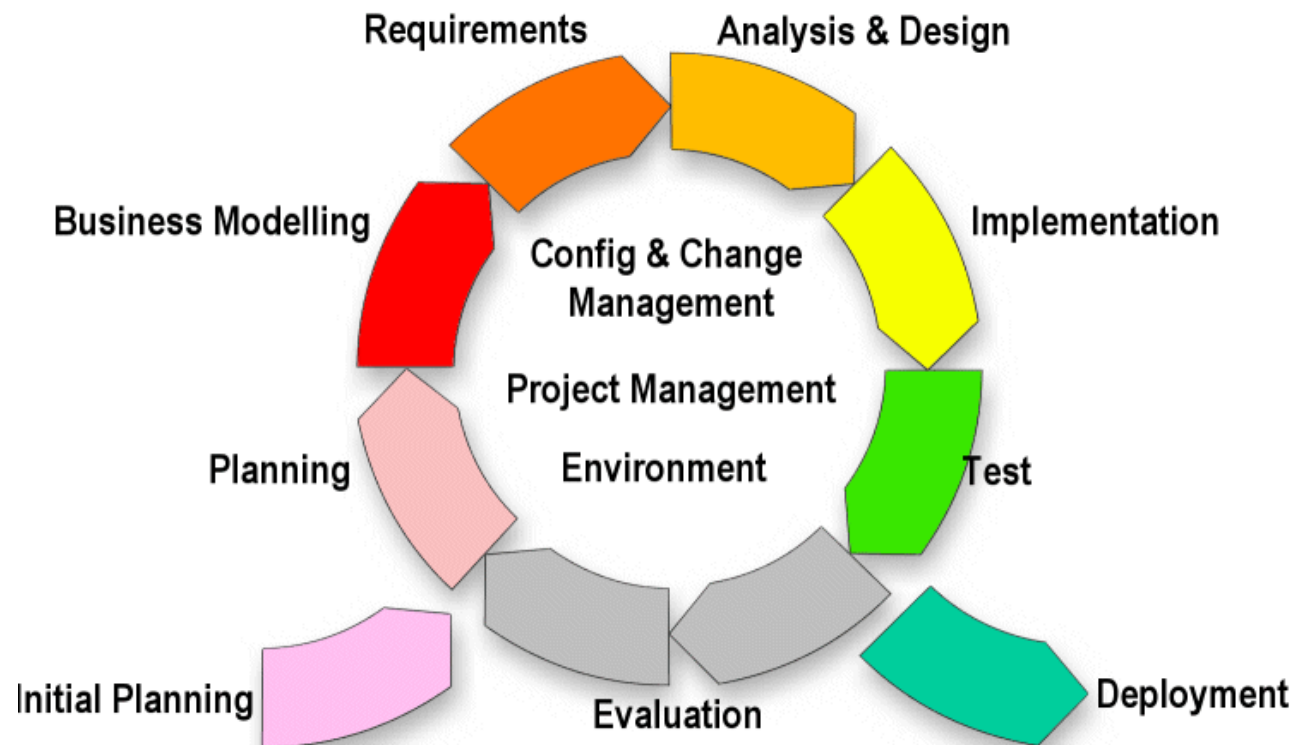 Requirements
Analysis & Design
Business Modelling
Implementation
Config & Change
Management
Project Management
Planning
Environment
Test
Initial Planning
Evaluation
Deployment